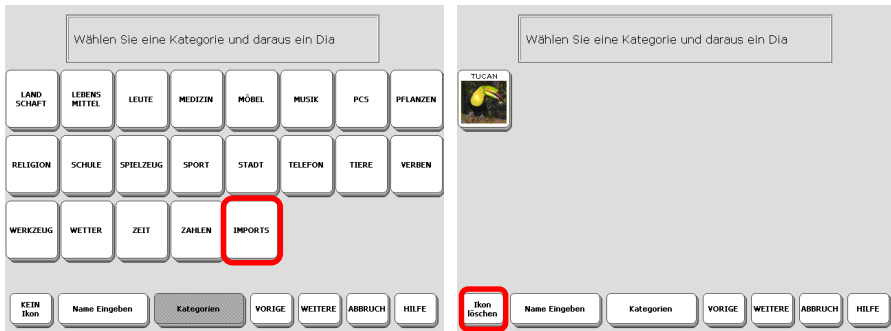 Wählen Sie eine Kategorie und daraus ein Dia
LAND
SCHAFT
LEBENS
MITTEL
LEUTE
MEDIZIN
MÖBEL
MUSIK
PCS
PFLANZEN
RELIGION
SCHULE
SPIELZEUG
SPORT
STADT
TELEFON
TIERE
VERBEN
WERKZEUG
WETTER
ZEIT
ZAHLEN
IMPORTS
KEIN
Ikon
Name Eingeben
Kategorien
VORIGE
WEITERE
ABBRUCH
HILFE
Wählen Sie eine Kategorie und daraus ein Dia
TUCAN
Ikon
löschen
Name Eingeben
Kategorien
VORIGE
WEITERE
ABBRUCH
HILFE